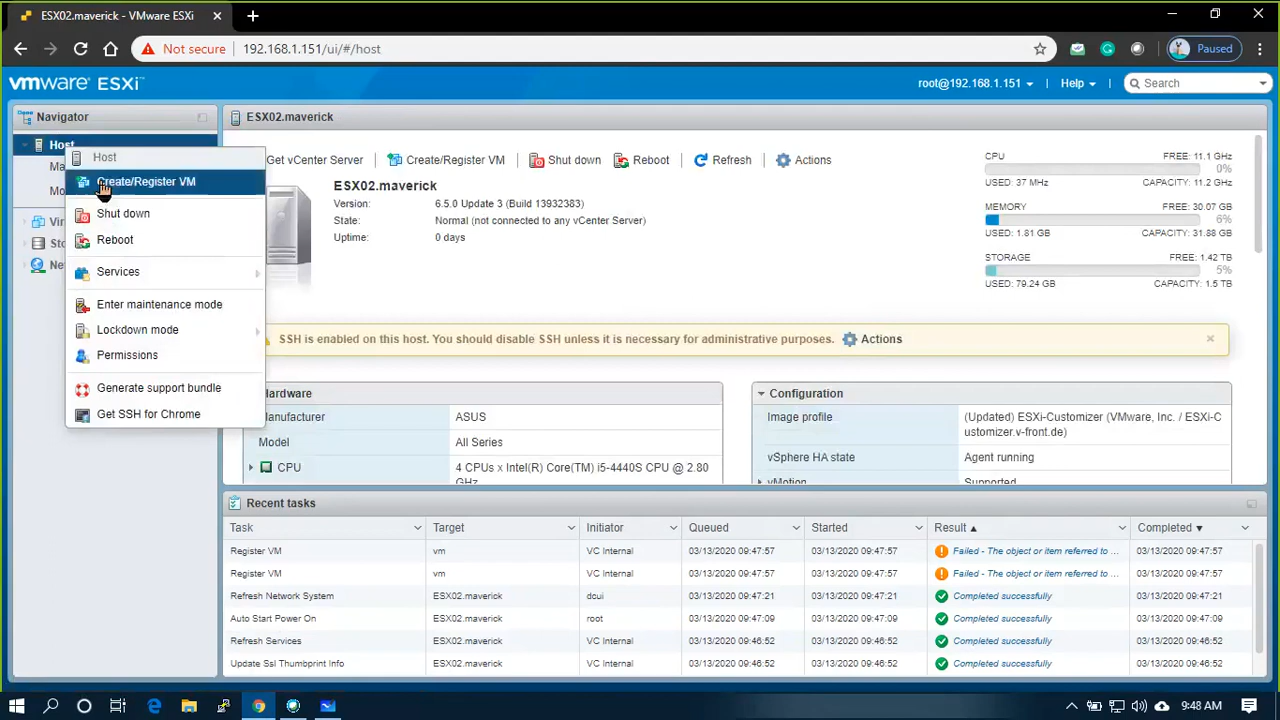 ESX02.maverick - VMware ESXi
Not secure
192.168.1.151/ui/#/host
Paused
vmware ESXi™
root@192.168.1.151
Help
Search
Navigator
Host
Ma
Mo
Vir
Sto
Ne
Host
Create/Register VM
Shut down
Reboot
Services
Enter maintenance mode
Lockdown mode
Permissions
Generate support bundle
Get SSH for Chrome
ESX02.maverick
Get vCenter Server
Create/Register VM
Shut down
Reboot
Refresh
Actions
ESX02.maverick
Version: 6.5.0 Update 3 (Build 13932383)
State: Normal (not connected to any vCenter Server)
Uptime: 0 days
CPU FREE: 11.1 GHz
0%
USED: 37 MHz CAPACITY: 11.2 GHz
MEMORY FREE: 30.07 GB
6%
USED: 1.81 GB CAPACITY: 31.88 GB
STORAGE FREE: 1.42 TB
5%
USED: 79.24 GB CAPACITY: 1.5 TB
SSH is enabled on this host. You should disable SSH unless it is necessary for administrative purposes. Actions
ardware
anufacturer ASUS
Model All Series
CPU 4 CPUs x Intel(R) Core(TM) i5-4440S CPU @ 2.80
GHz
Configuration
Image profile (Updated) ESXi-Customizer (VMware, Inc. / ESXi-C
ustomizer.v-front.de)
vSphere HA state Agent running
vMotion Supported
Recent tasks
Task Target Initiator Queued Started Result Completed
Register VM vm VC Internal 03/13/2020 09:47:57 03/13/2020 09:47:57 Failed - The object or item referred to ... 03/13/2020 09:47:57
Register VM vm VC Internal 03/13/2020 09:47:57 03/13/2020 09:47:57 Failed - The object or item referred to ... 03/13/2020 09:47:57
Refresh Network System ESX02.maverick dcui 03/13/2020 09:47:21 03/13/2020 09:47:21 Completed successfully 03/13/2020 09:47:21
Auto Start Power On ESX02.maverick root 03/13/2020 09:47:09 03/13/2020 09:47:09 Completed successfully 03/13/2020 09:47:09
Refresh Services ESX02.maverick VC Internal 03/13/2020 09:46:52 03/13/2020 09:46:52 Completed successfully 03/13/2020 09:46:52
Update Ssl Thumbprint Info ESX02.maverick VC Internal 03/13/2020 09:46:52 03/13/2020 09:46:52 Completed successfully 03/13/2020 09:46:52
9:48 AM